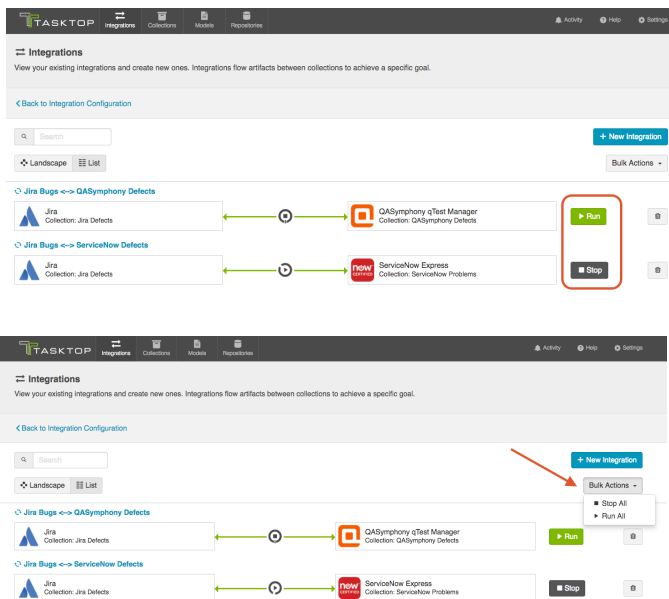 TASKTOP
Integrations Collections Models Repositories
Activity Help Settings
Integrations
View your existing integrations and create new ones. Integrations flow artifacts between collections to achieve a specific goal.
Back to Integration Configuration
Search
+ New Integration
Landscape List
Bulk Actions
Jira Bugs <--> QASymphony Defects
Jira
Collection: Jira Defects
QASymphony qTest Manager
Collection: QASymphony Defects
Run
Jira Bugs <--> ServiceNow Defects
Jira
Collection: Jira Defects
now
CERTIFIED
ServiceNow Express
Collection: ServiceNow Problems
Stop
TASKTOP
Integrations Collections Models Repositories
Activity Help Settings
Integrations
View your existing integrations and create new ones. Integrations flow artifacts between collections to achieve a specific goal.
Back to Integration Configuration
Search
+ New Integration
Landscape List
Bulk Actions
Stop All
Run All
Jira Bugs <--> QASymphony Defects
Jira
Collection: Jira Defects
QASymphony qTest Manager
Collection: QASymphony Defects
Run
Jira Bugs <--> ServiceNow Defects
Jira
Collection: Jira Defects
now
CERTIFIED
ServiceNow Express
Collection: ServiceNow Problems
Stop